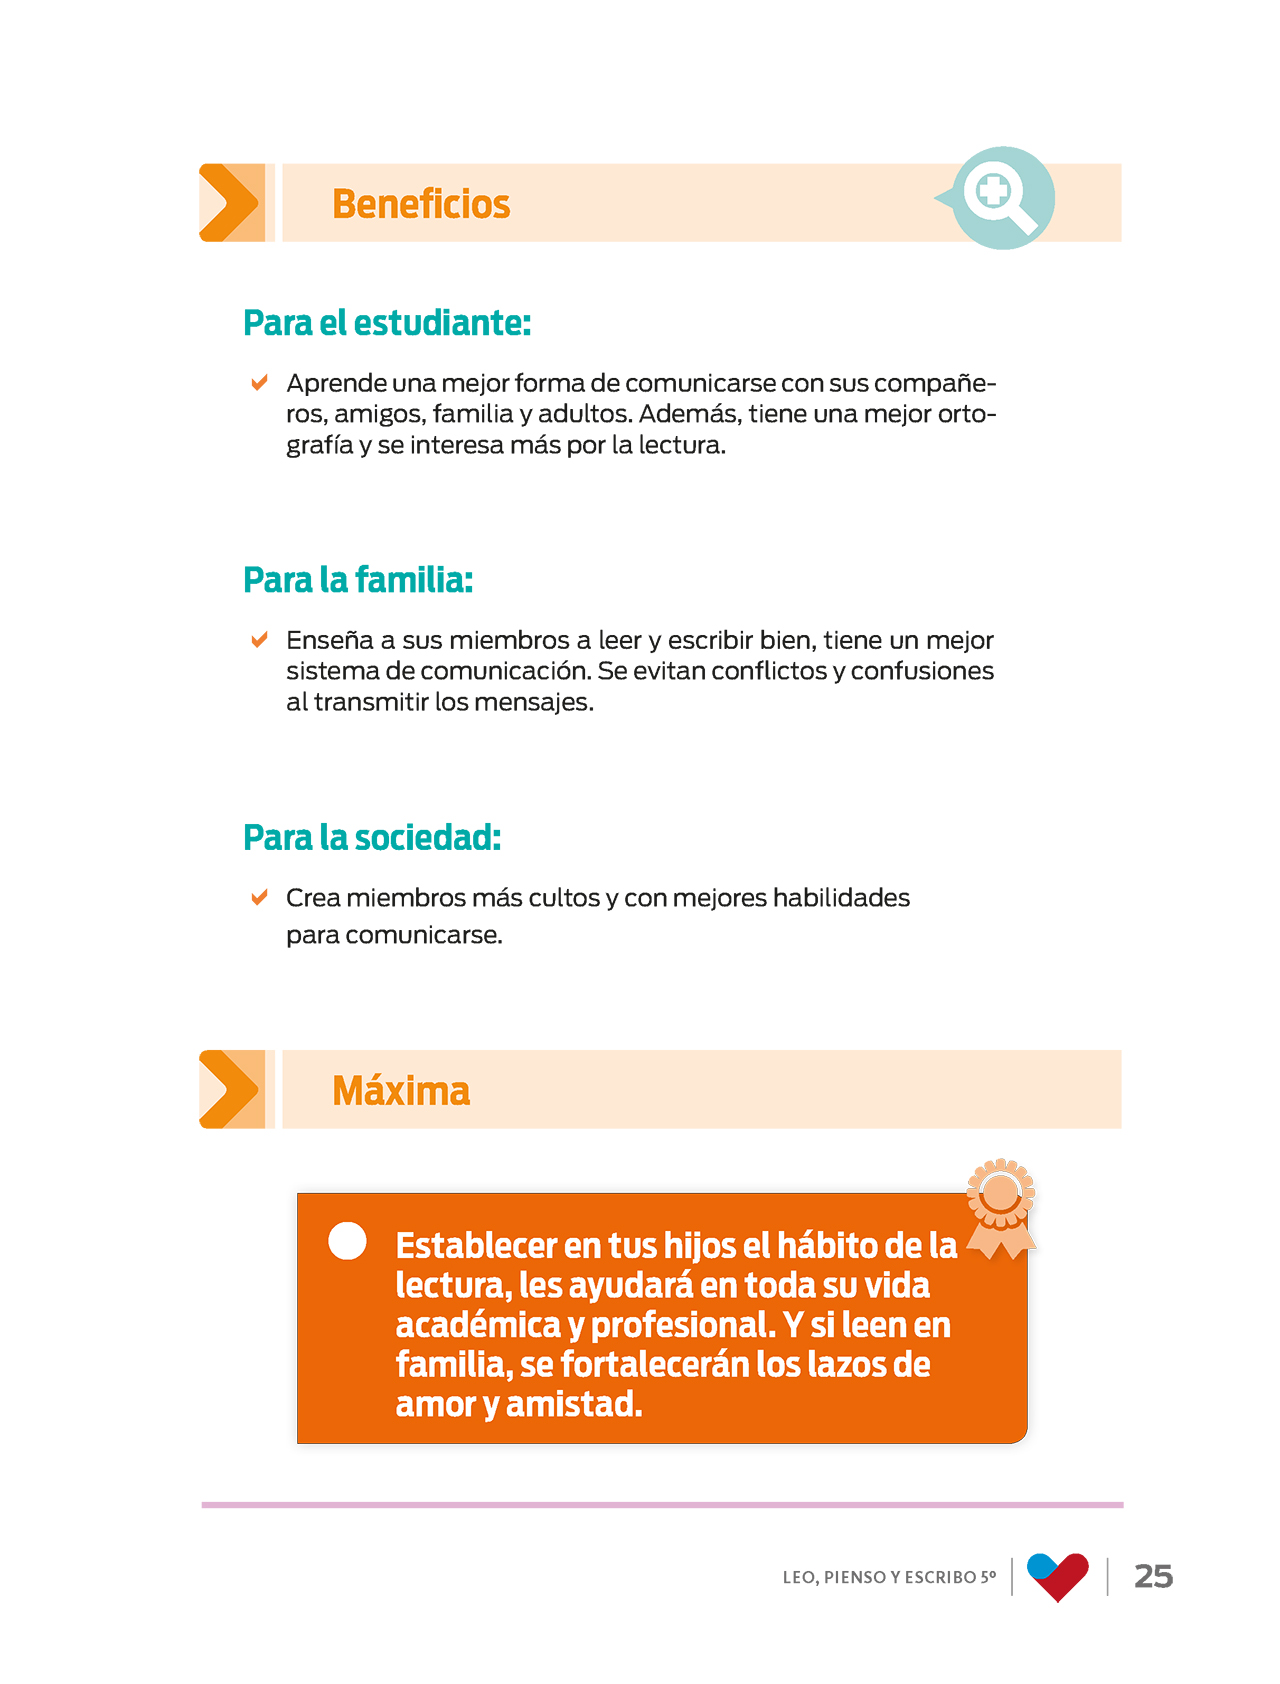 Beneficios
Para el estudiante:
Aprende una mejor forma de comunicarse con sus compañe-
ros, amigos, familia y adultos. Además, tiene una mejor orto-
grafía y se interesa más por la lectura.
Para la familia:
Enseña a sus miembros a leer y escribir bien, tiene un mejor
sistema de comunicación. Se evitan conflictos y confusiones
al transmitir los mensajes.
Para la sociedad:
Crea miembros más cultos y con mejores habilidades
para comunicarse.
Máxima
Establecer en tus hijos el hábito de la
lectura, les ayudará en toda su vida
académica y profesional. Y si leen en
familia, se fortalecerán los lazos de
amor y amistad.
LEO, PIENSO Y ESCRIBO 5º
25